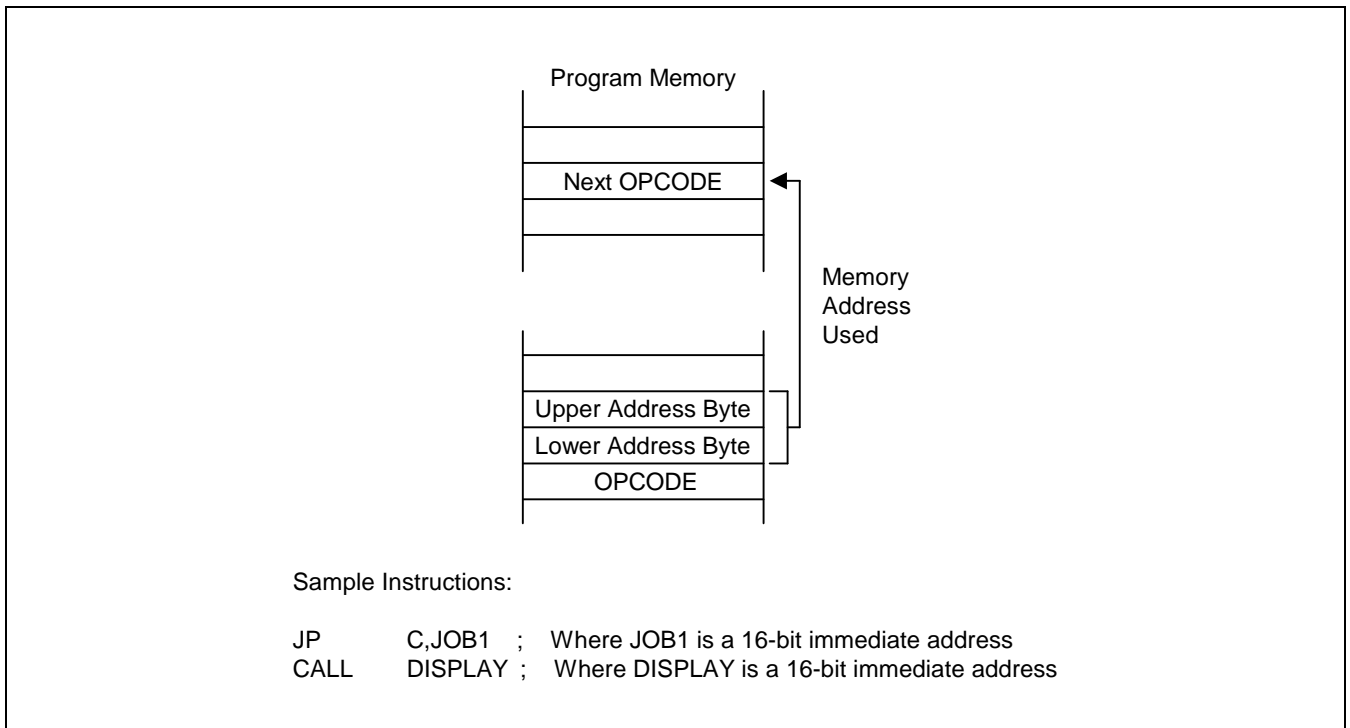 Program Memory
Next OPCODE
Memory
Address
Used
Upper Address Byte
Lower Address Byte
OPCODE
Sample Instructions:
JP C,JOB1 ; Where JOB1 is a 16-bit immediate address
CALL DISPLAY ; Where DISPLAY is a 16-bit immediate address